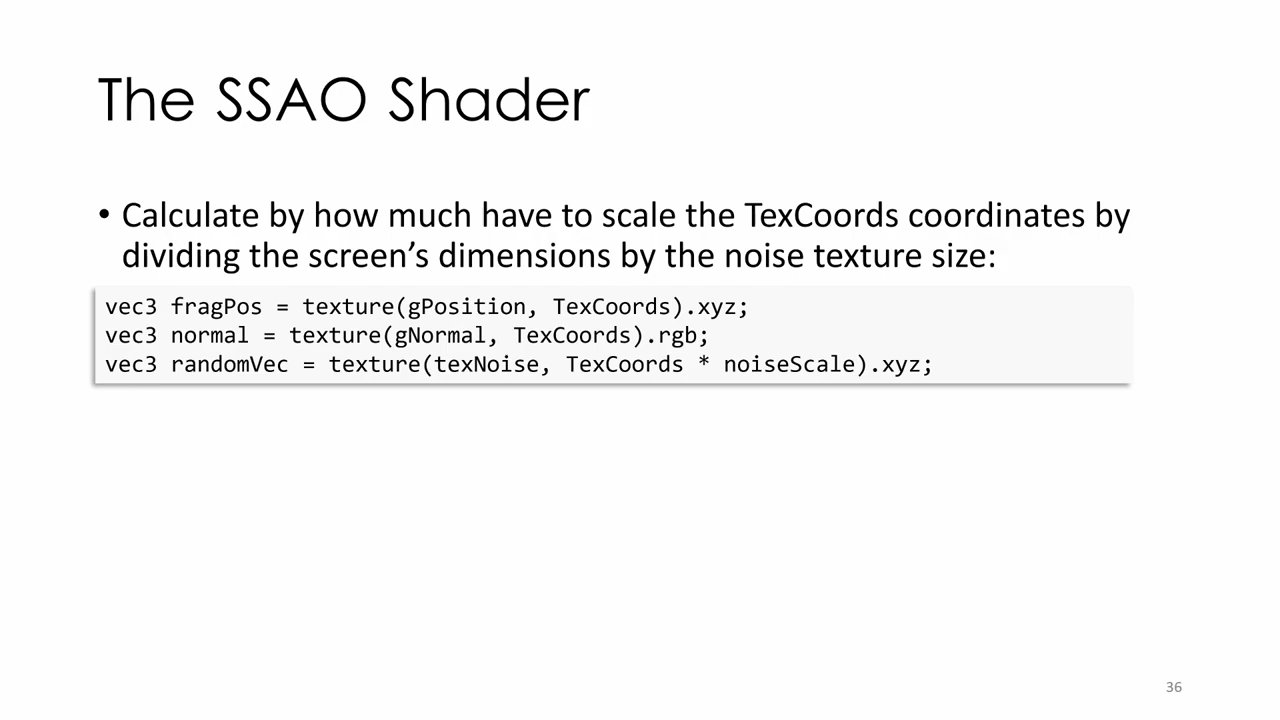 The SSAO Shader
• Calculate by how much have to scale the TexCoords coordinates by
dividing the screen’s dimensions by the noise texture size:
vec3 fragPos = texture(gPosition, TexCoords).xyz;
vec3 normal = texture(gNormal, TexCoords).rgb;
vec3 randomVec = texture(texNoise, TexCoords * noiseScale).xyz;
36